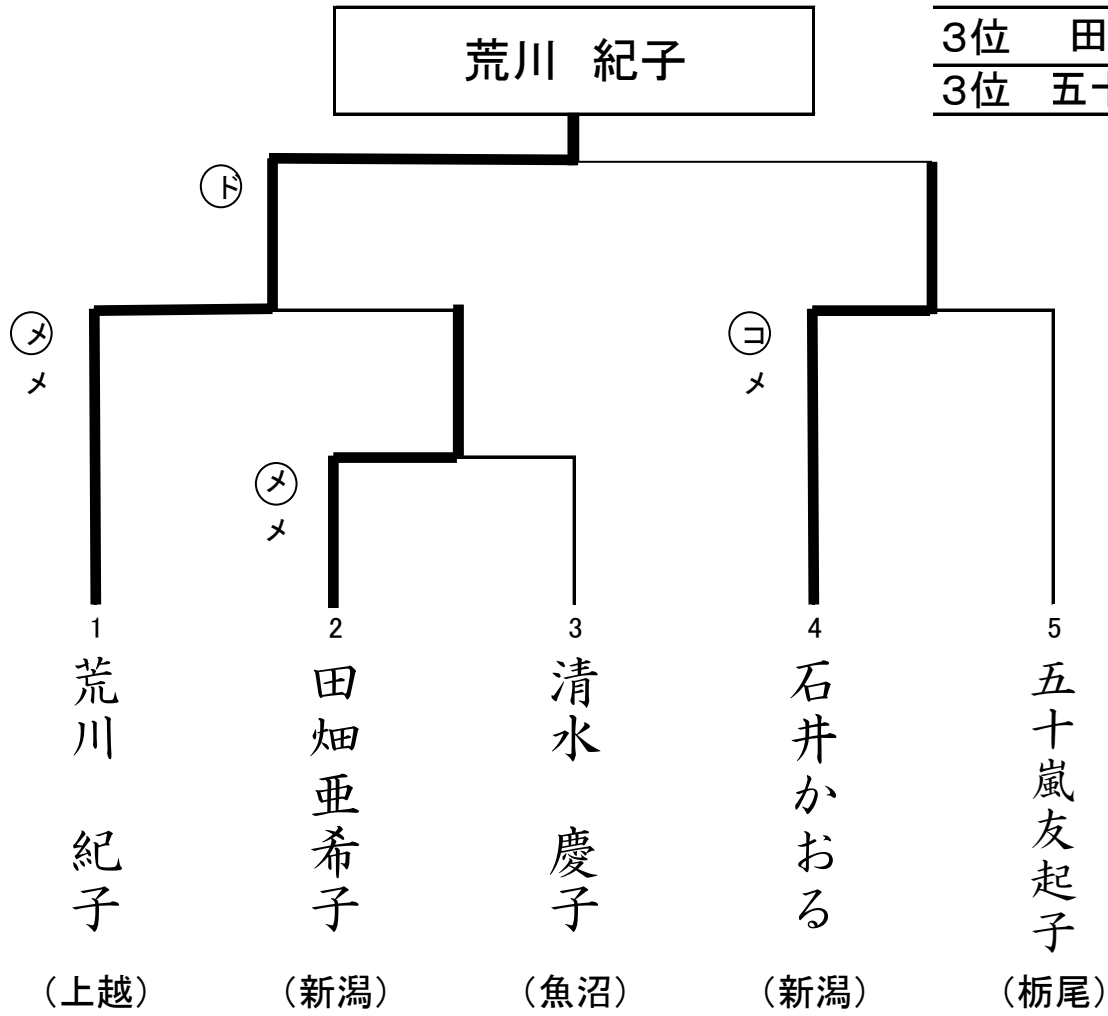 荒川 紀子
3位 田
3位 五十
ド
メ
メ
コ
メ
メ
メ
1
2
3
4
5
荒川 紀子
田畑亜希子
清水 慶子
石井かおる
五十嵐友起子
(上越)
(新潟)
(魚沼)
(新潟)
(栃尾)